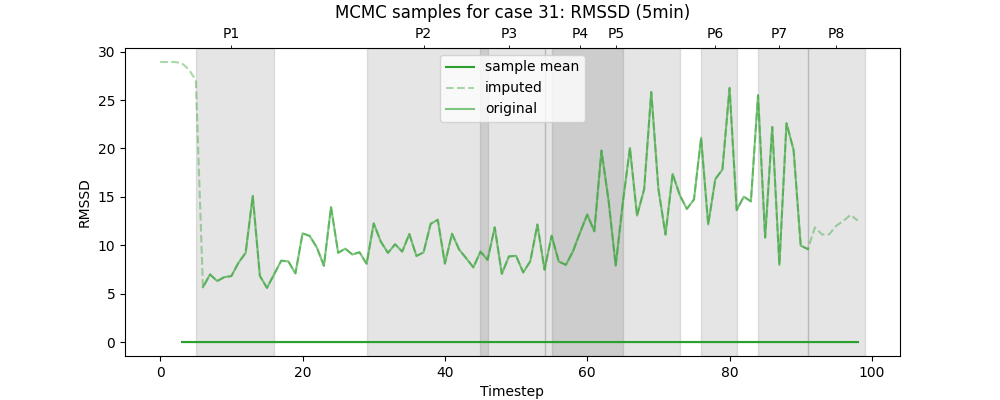 MCMC samples for case 31: RMSSD (5min)
P1 P2 P3 P4 P5 P6 P7 P8
sample mean
imputed
original
30
25
20
15
10
5
0
RMSSD
0 20 40 60 80 100
Timestep